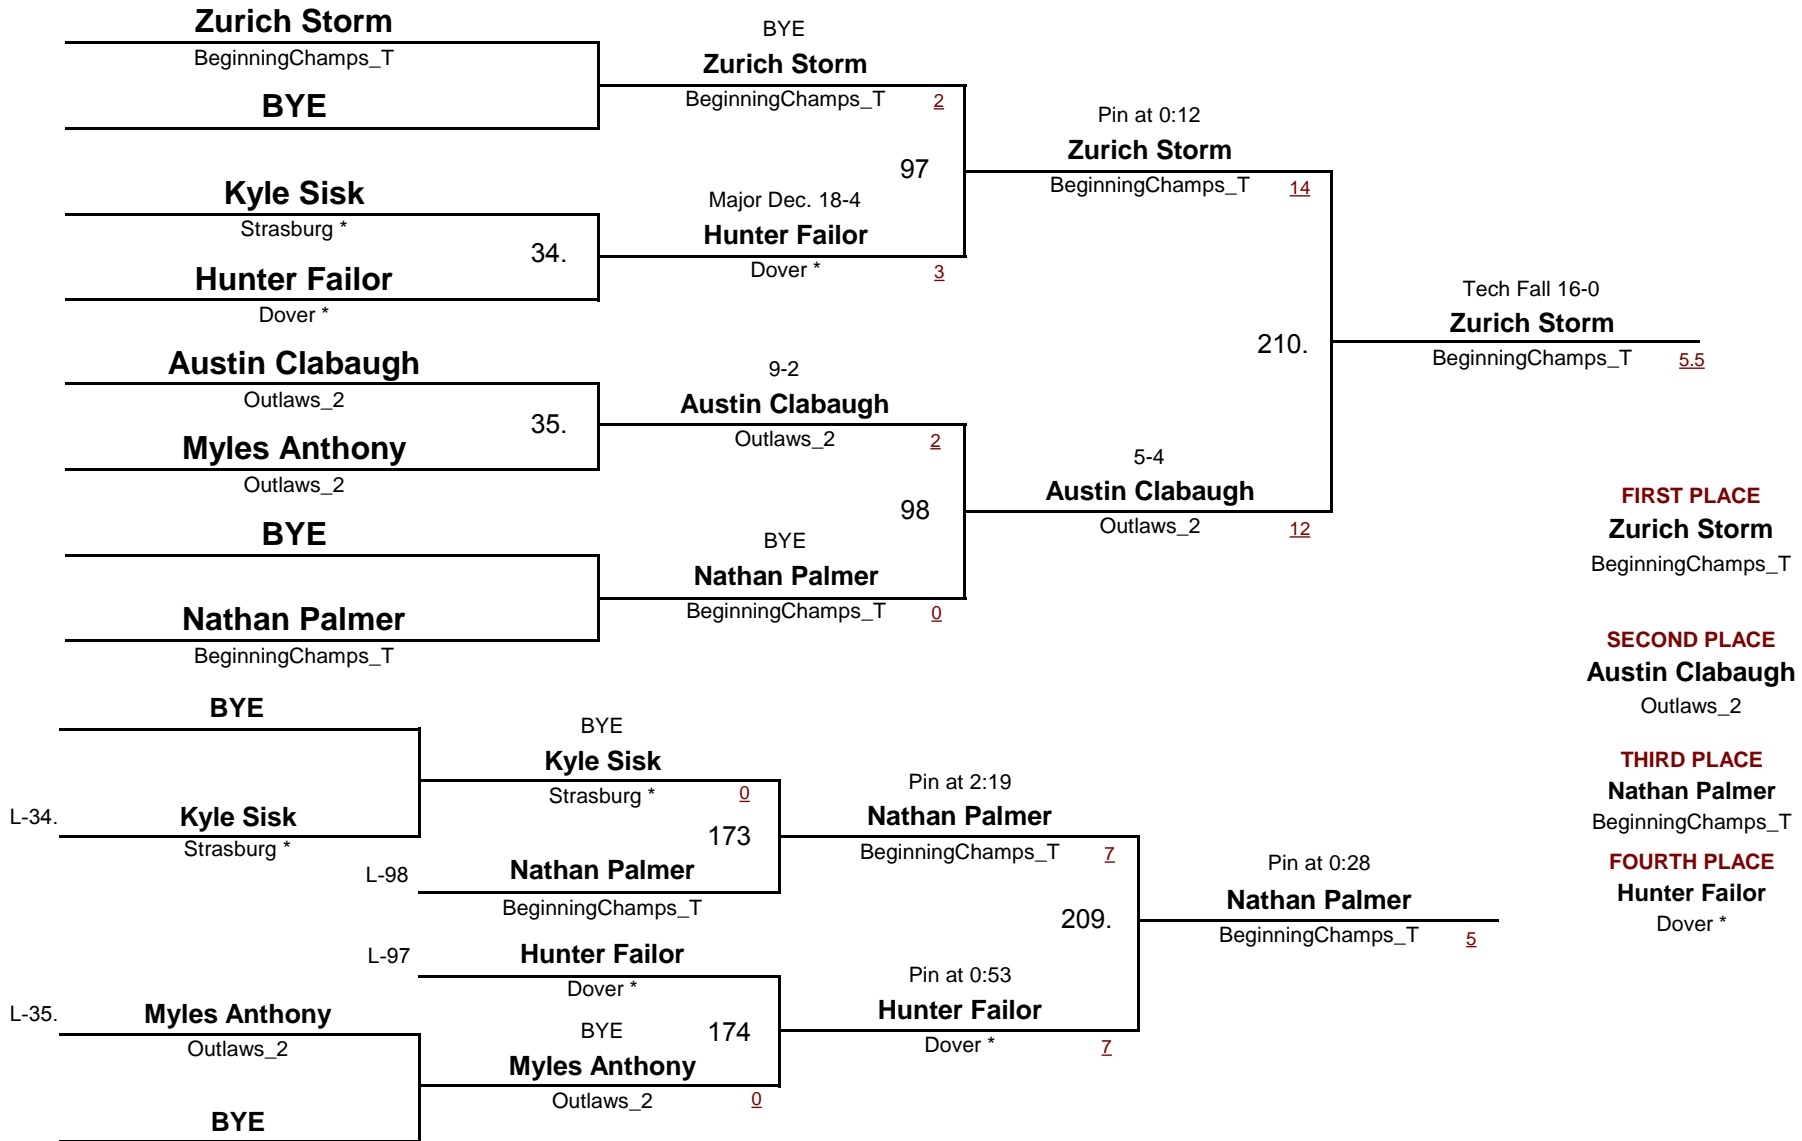 Zurich Storm
BeginningChamps_T
BYE
Kyle Sisk
Strasburg *
34.
Hunter Failor
Dover *
Austin Clabaugh
Outlaws_2
35.
Myles Anthony
Outlaws_2
BYE
Nathan Palmer
BeginningChamps_T
BYE
Zurich Storm
BeginningChamps_T 2
97
Major Dec. 18-4
Hunter Failor
Dover * 3
9-2
Austin Clabaugh
Outlaws_2 2
98
BYE
Nathan Palmer
BeginningChamps_T 0
Pin at 0:12
Zurich Storm
BeginningChamps_T 14
210.
5-4
Austin Clabaugh
Outlaws_2 12
Tech Fall 16-0
Zurich Storm
BeginningChamps_T 5.5
FIRST PLACE
Zurich Storm
BeginningChamps_T
SECOND PLACE
Austin Clabaugh
Outlaws_2
THIRD PLACE
Nathan Palmer
BeginningChamps_T
FOURTH PLACE
Hunter Failor
Dover *
BYE
L-34. Kyle Sisk
Strasburg *
L-35. Myles Anthony
Outlaws_2
BYE
BYE
Kyle Sisk
Strasburg * 0
173
L-98 Nathan Palmer
BeginningChamps_T
L-97 Hunter Failor
Dover *
BYE 174
Myles Anthony
Outlaws_2 0
Pin at 2:19
Nathan Palmer
BeginningChamps_T 7
209.
Pin at 0:53
Hunter Failor
Dover * 7
Pin at 0:28
Nathan Palmer
BeginningChamps_T 5